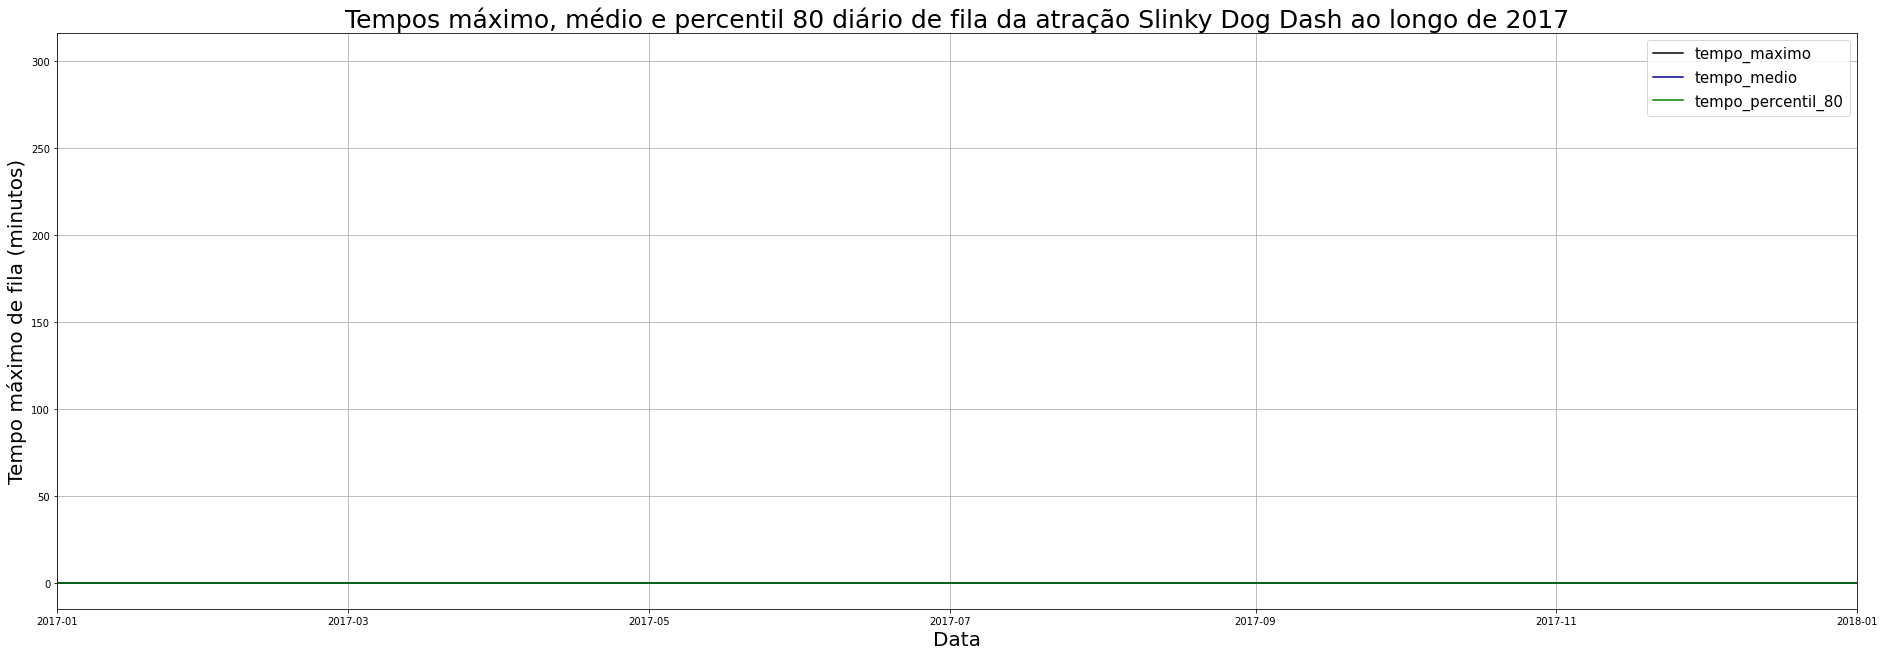 Tempos máximo, médio e percentil 80 diário de fila da atração Slinky Dog Dash ao longo de 2017
tempo_maximo
tempo_medio
tempo_percentil_80
Tempo máximo de fila (minutos)
300
250
200
150
100
50
0
2017-01 2017-03 2017-05 2017-07 2017-09 2017-11 2018-01
Data